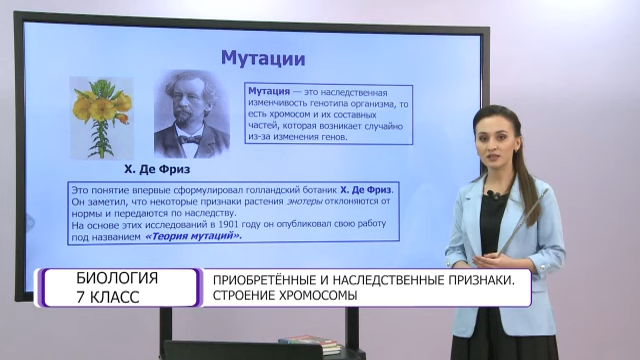 Мутации
Мутация — это наследственная
изменчивость генотипа организма, то
есть хромосом и их составных
частей, которая возникает случайно
из-за изменения генов.
Х. Де Фриз
Это понятие впервые сформулировал голландский ботаник Х. Де Фриз.
Он заметил, что некоторые признаки растения энотеры отклоняются от
нормы и передаются по наследству.
На основе этих исследований в 1901 году он опубликовал свою работу
под названием «Теория мутаций».
БИОЛОГИЯ
7 КЛАСС
ПРИОБРЕТЁННЫЕ И НАСЛЕДСТВЕННЫЕ ПРИЗНАКИ.
СТРОЕНИЕ ХРОМОСОМЫ